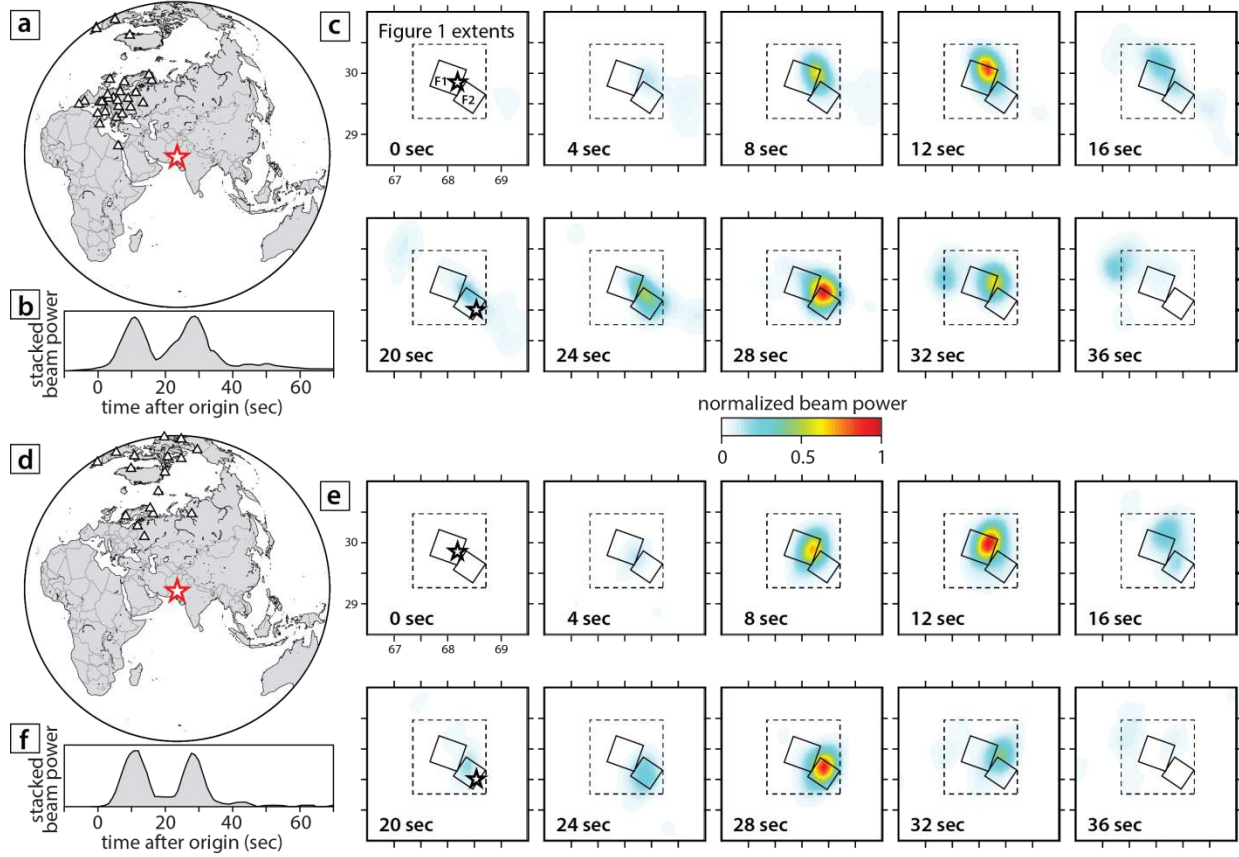 a
c
Figure 1 extents
F1
F2
30
29
0 sec
4 sec
8 sec
12 sec
16 sec
67 68 69
20 sec
24 sec
28 sec
32 sec
36 sec
b
stacked
beam power
0 20 40 60
time after origin (sec)
normalized beam power
0 0.5 1
d
e
30
29
0 sec
4 sec
8 sec
12 sec
16 sec
67 68 69
20 sec
24 sec
28 sec
32 sec
36 sec
f
stacked
beam power
0 20 40 60
time after origin (sec)